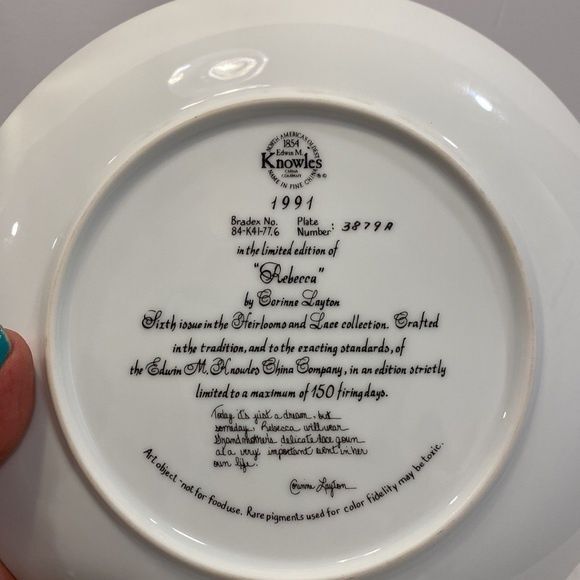 NORTH AMERICA'S OLDEST
1854
Edwin M.
Knowles
CHINA
COMPANY
NAME IN FINE CHINA
®©
1991
Bradex No. Plate
84-K41-77.6 Number: 3879A
in the limited edition of
"Rebecca"
by Corinne Layton
Sixth issue in the Heirlooms and Lace collection. Crafted
in the tradition, and to the exacting standards, of
the Edwin M. Knowles China Company, in an edition strictly
limited to a maximum of 150 firing days.
Today it's just a dream, but
someday, Rebecca will wear
Grandmother's delicate lace gown
at a very important event in her
own life.
Corinne Layton
Art object - not for food use. Rare pigments used for color fidelity may be toxic.